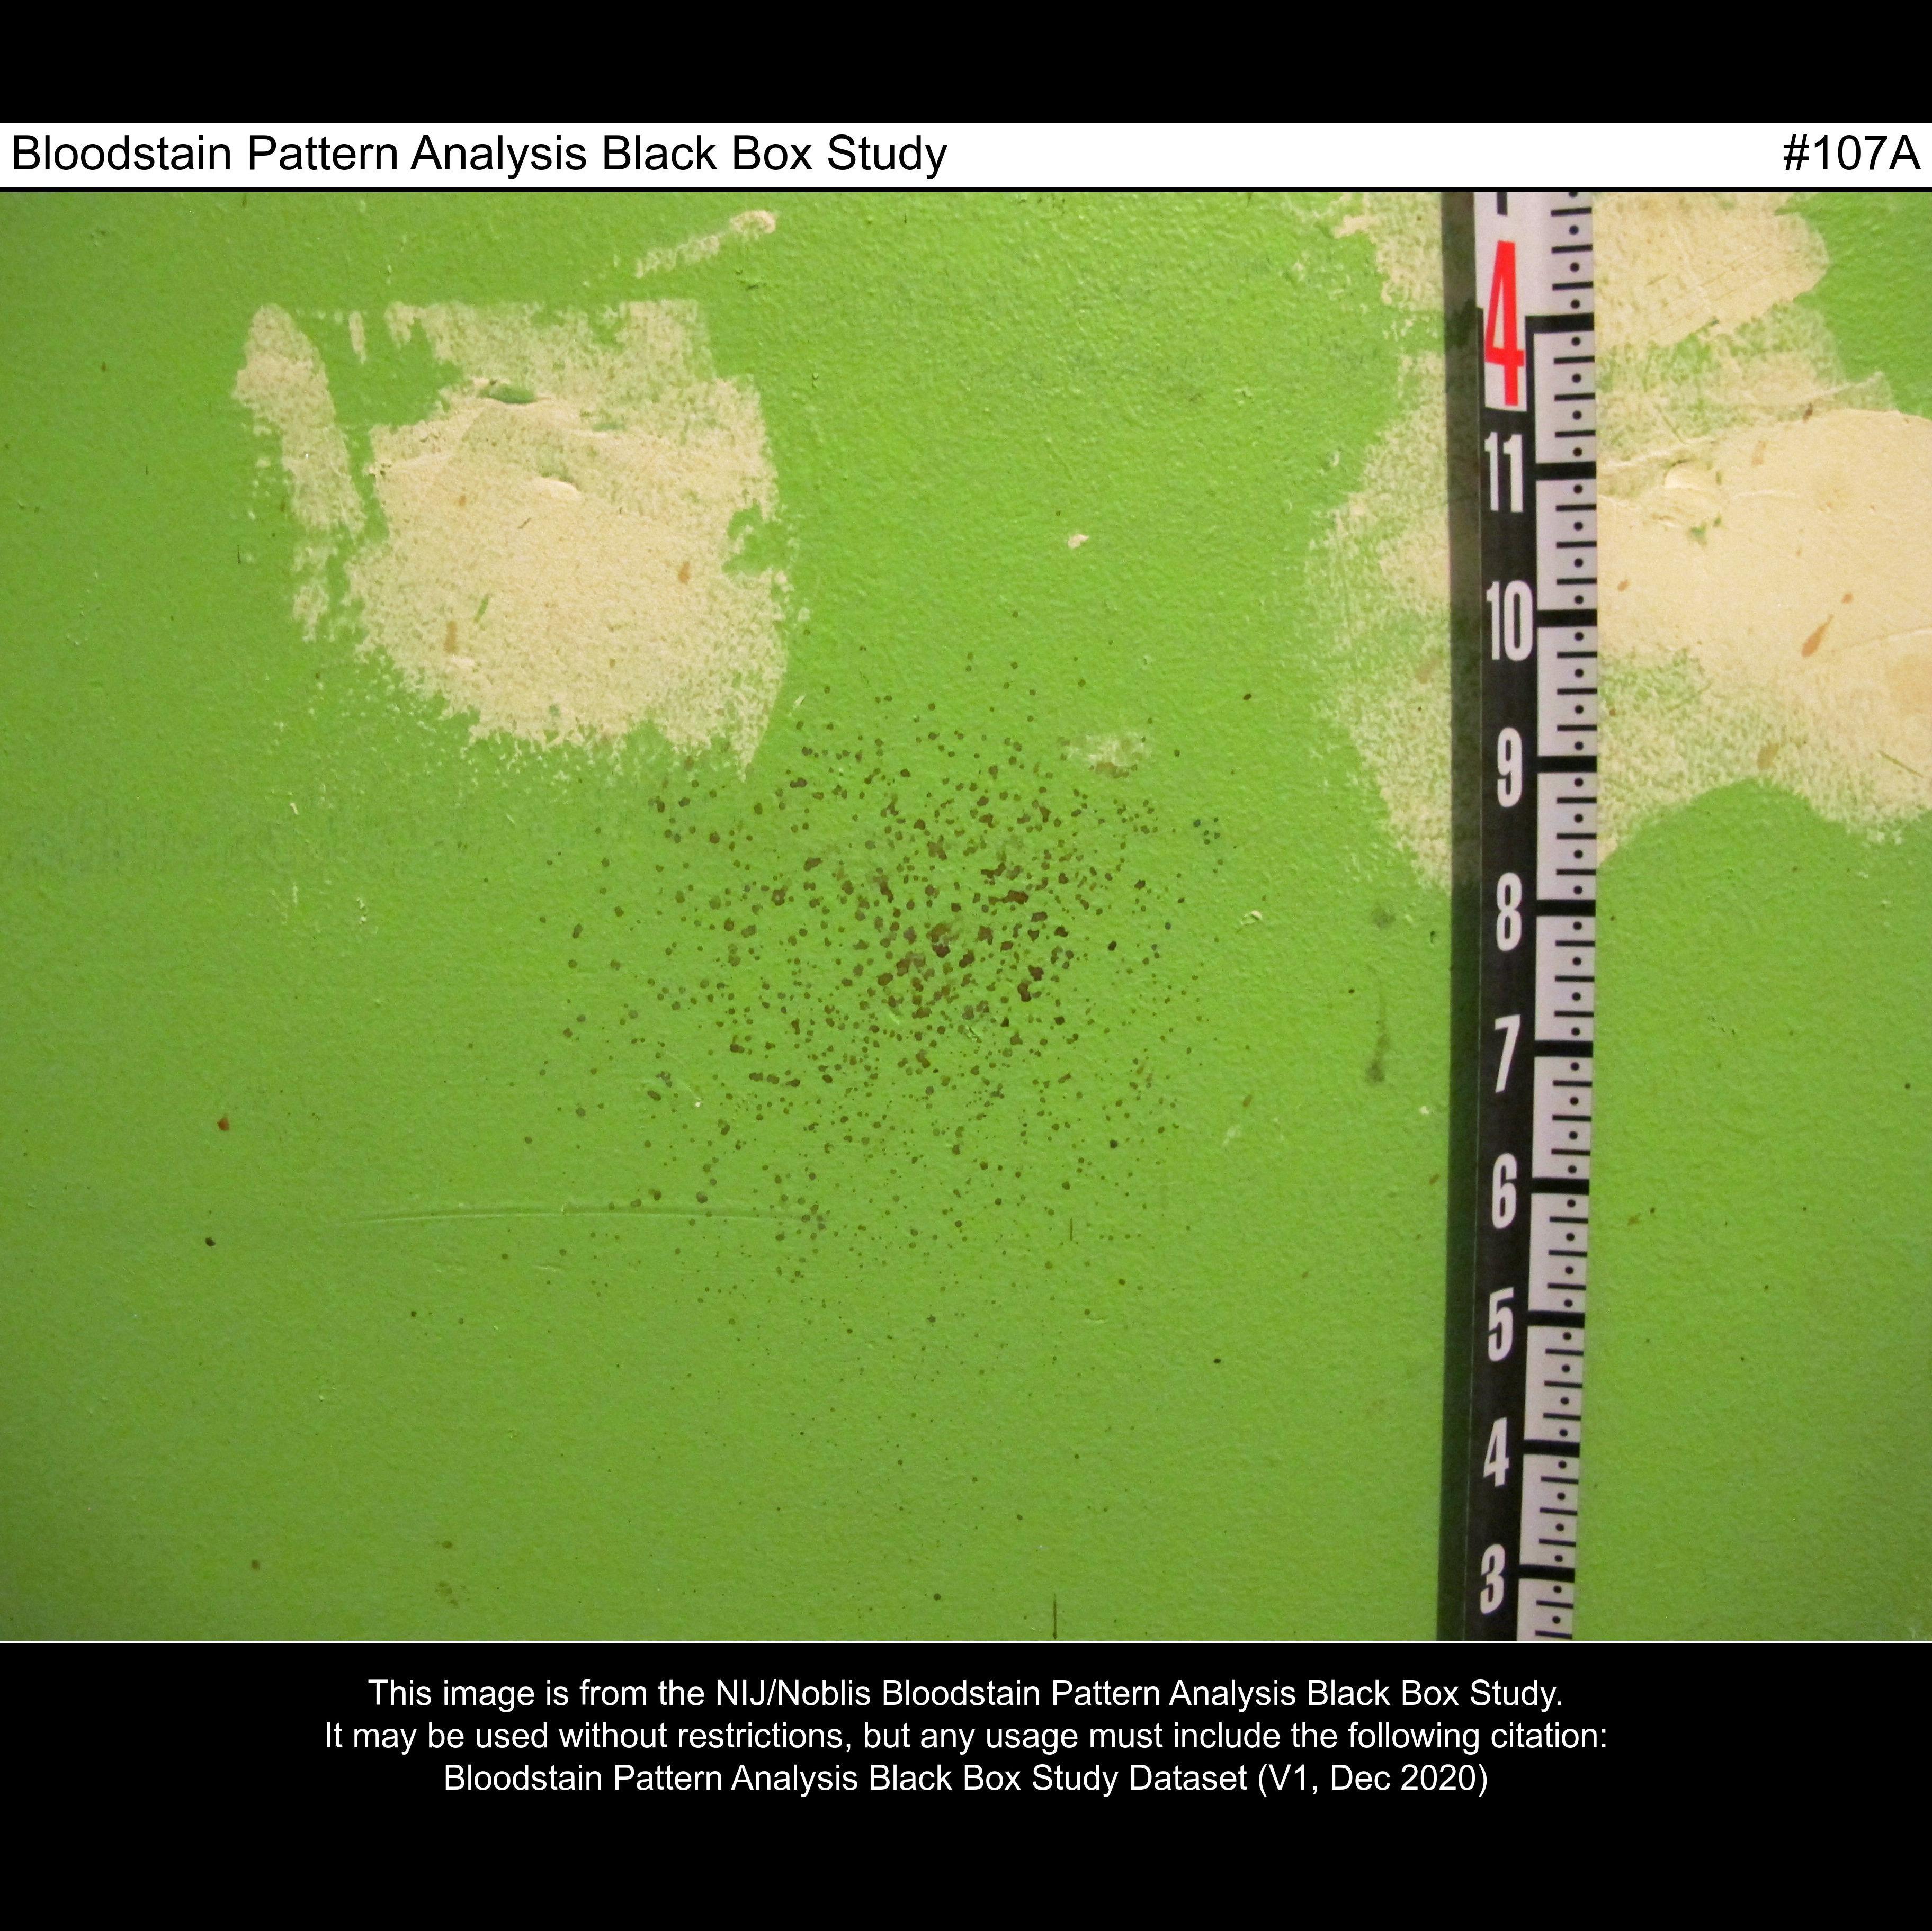 Bloodstain Pattern Analysis Black Box Study #107A
4
11
10
9
8
7
6
5
4
3
This image is from the NIJ/Noblis Bloodstain Pattern Analysis Black Box Study.
It may be used without restrictions, but any usage must include the following citation:
Bloodstain Pattern Analysis Black Box Study Dataset (V1, Dec 2020)